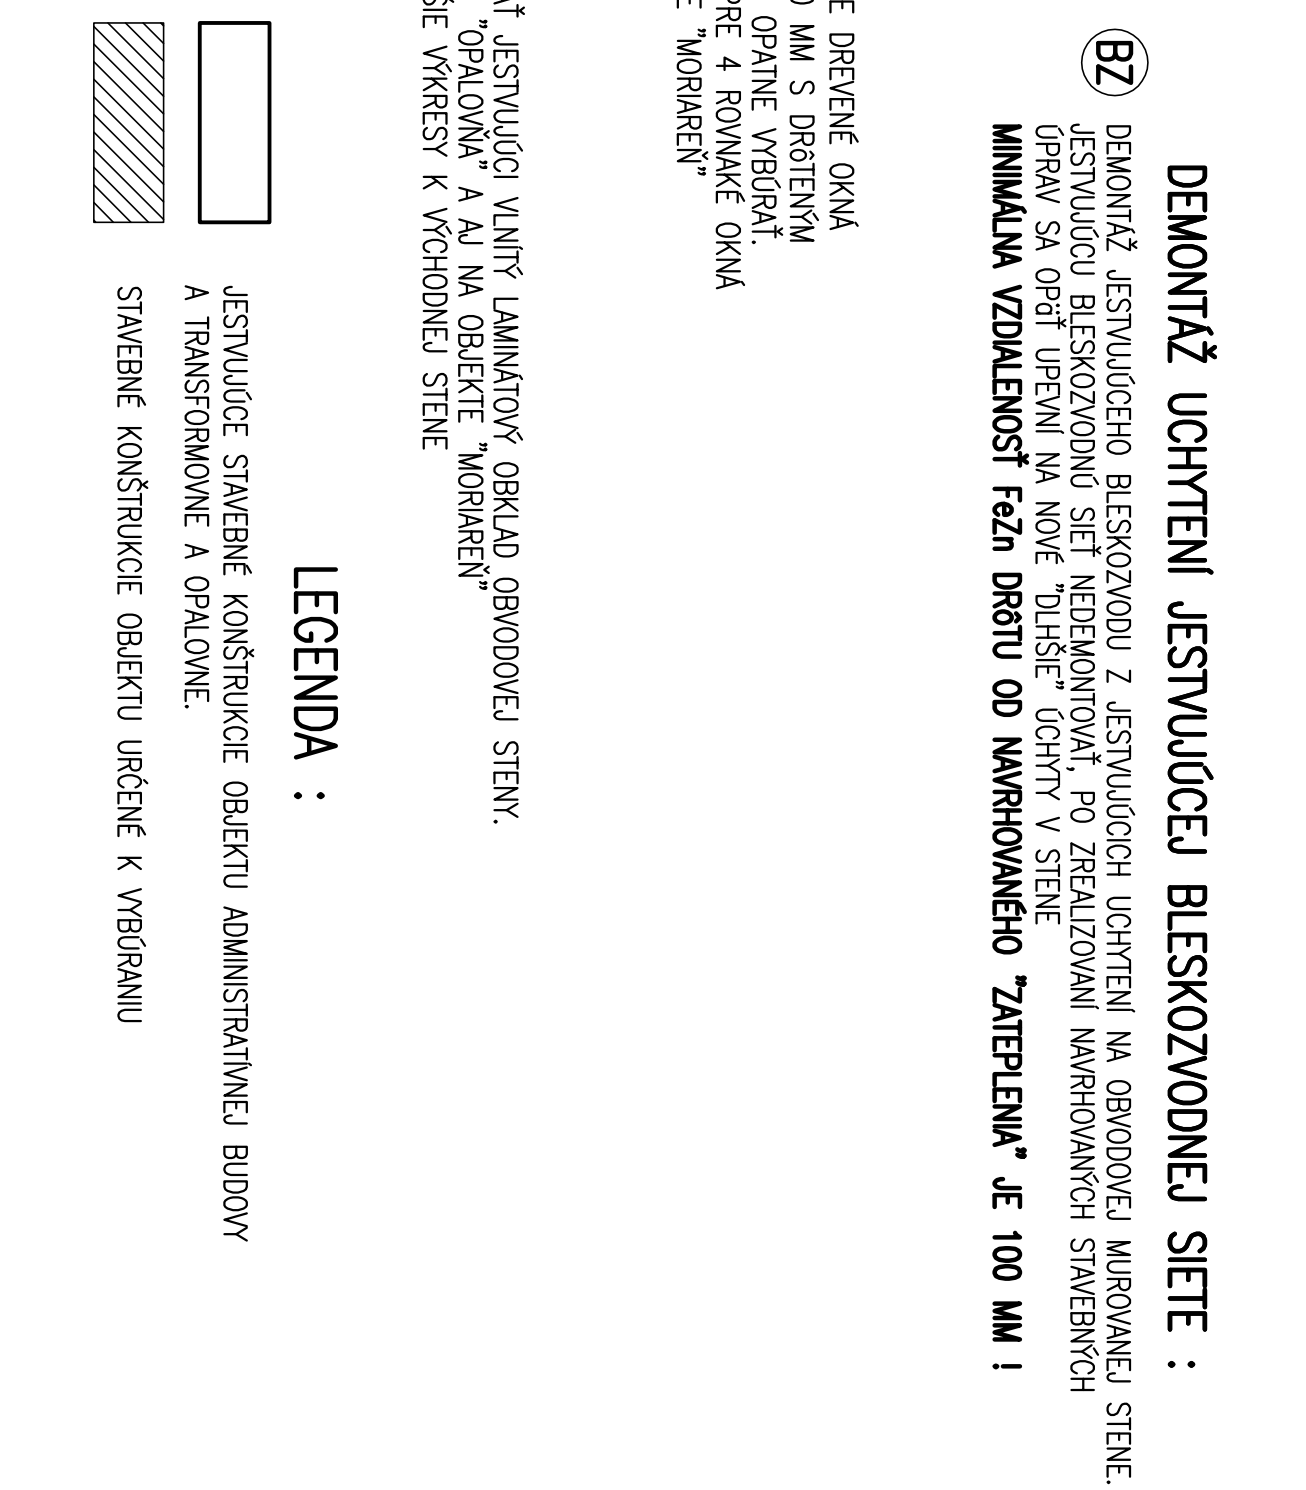 DEMONTÁŽ UCHYTENÍ JESTVUJÚCEJ BLESKOZVODNEJ SIETE :
BZ
DEMONTÁŽ JESTVUJÚCEHO BLESKOZVODU Z JESTVUJÚCICH UCHYTENÍ NA OBVODOVEJ MUROVANEJ STENE.
JESTVUJÚCU BLESKOZVODNÚ SIEŤ NEDEMONTOVAŤ, PO ZREALIZOVANÍ NAVRHOVANÝCH STAVEBNÝCH
ÚPRAV SA OPäŤ UPEVNÍ NA NOVÉ "DLHŠIE" ÚCHYTY V STENE
MINIMÁLNA VZDIALENOSŤ FeZn DRôTU OD NAVRHOVANÉHO "ZATEPLENIA" JE 100 MM !
E DREVENÉ OKNÁ
0 MM S DRôTENÝM
OPATNE VYBÚRAŤ.
PRE 4 ROVNAKÉ OKNÁ
E "MORIAREŇ"
AŤ JESTVUJÚCI VLNÍTÝ LAMINÁTOVÝ OBKLAD OBVODOVEJ STENY.
"OPALOVŇA" A AJ NA OBJEKTE "MORIAREŇ"
ŠIE VÝKRESY K VÝCHODNEJ STENE
LEGENDA :
JESTVUJÚCE STAVEBNÉ KONŠTRUKCIE OBJEKTU ADMINISTRATÍVNEJ BUDOVY
A TRANSFORMOVNE A OPALOVNE.
STAVEBNÉ KONŠTRUKCIE OBJEKTU URČENÉ K VYBÚRANIU